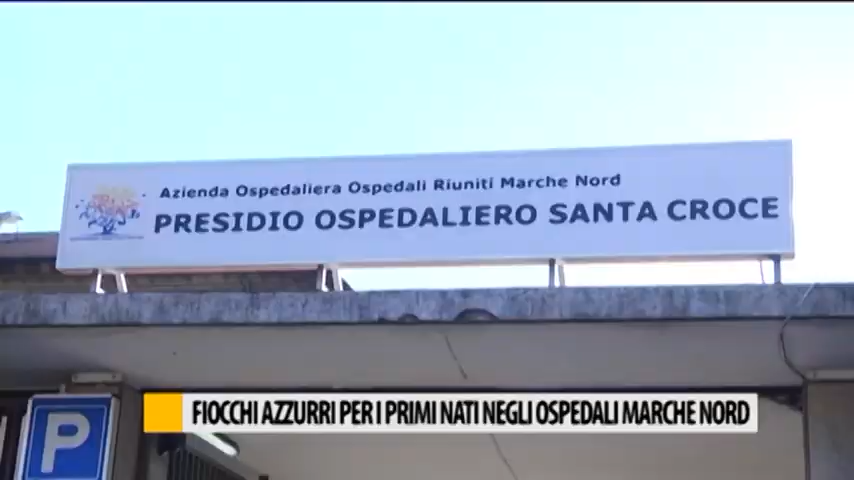 Azienda Ospedaliera Ospedali Riuniti Marche Nord
PRESIDIO OSPEDALIERO SANTA CROCE
P
FIOCCHI AZZURRI PER I PRIMI NATI NEGLI OSPEDALI MARCHE NORD